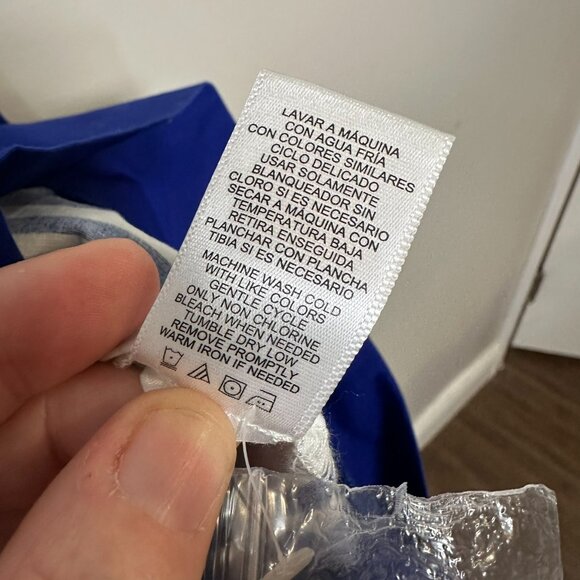 LAVAR A MÁQUINA
CON AGUA FRÍA
CON COLORES SIMILARES
CICLO DELICADO
USAR SOLAMENTE
BLANQUEADOR SIN
CLORO SI ES NECESARIO
SECAR A MÁQUINA CON
TEMPERATURA BAJA
RETIRA ENSEGUIDA
PLANCHAR CON PLANCHA
TIBIA SI ES NECESARIO
MACHINE WASH COLD
WITH LIKE COLORS
GENTLE CYCLE
ONLY NON CHLORINE
BLEACH WHEN NEEDED
TUMBLE DRY LOW
REMOVE PROMPTLY
WARM IRON IF NEEDED